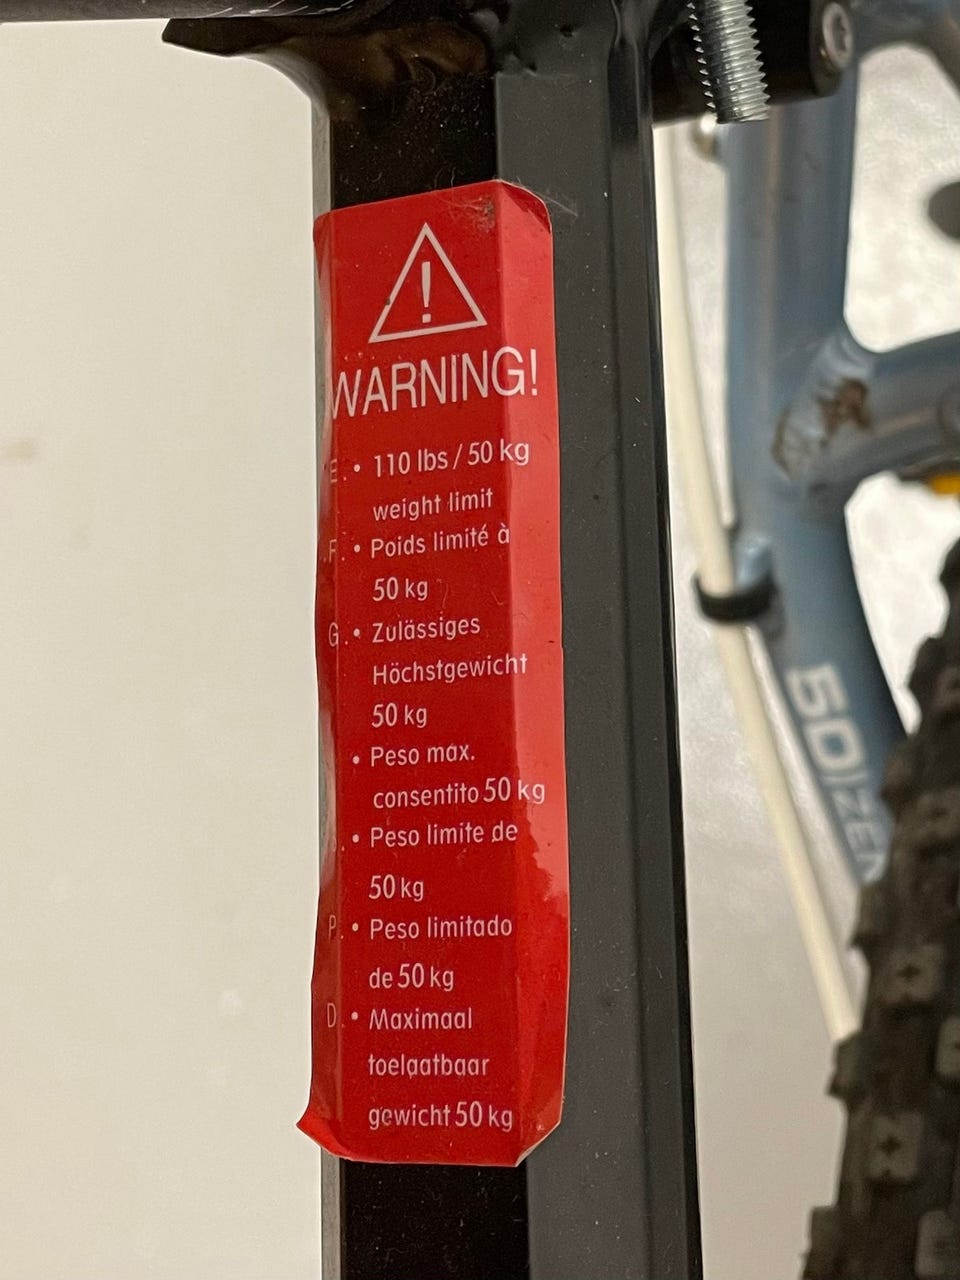 !
WARNING!
E. • 110 lbs / 50 kg
weight limit
F. • Poids limité à
50 kg
G. • Zulässiges
Höchstgewicht
50 kg
• Peso max.
consentito 50 kg
• Peso limite de
50 kg
P. • Peso limitado
de 50 kg
D. • Maximaal
toelaatbaar
gewicht 50 kg